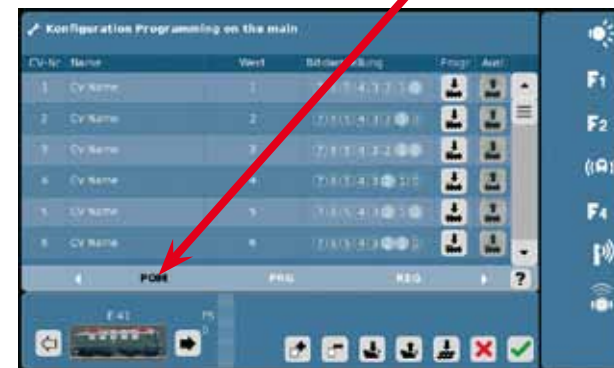 Konfiguration Programming on the main
CV-Nr Name Wert Bitdarstellung Progr Ausl
1 CV Name 1
2 CV Name 2
3 CV Name 3
4 CV Name 4
5 CV Name 5
6 CV Name 6
POM PRG REG ?
E 41
F1
F2
F4